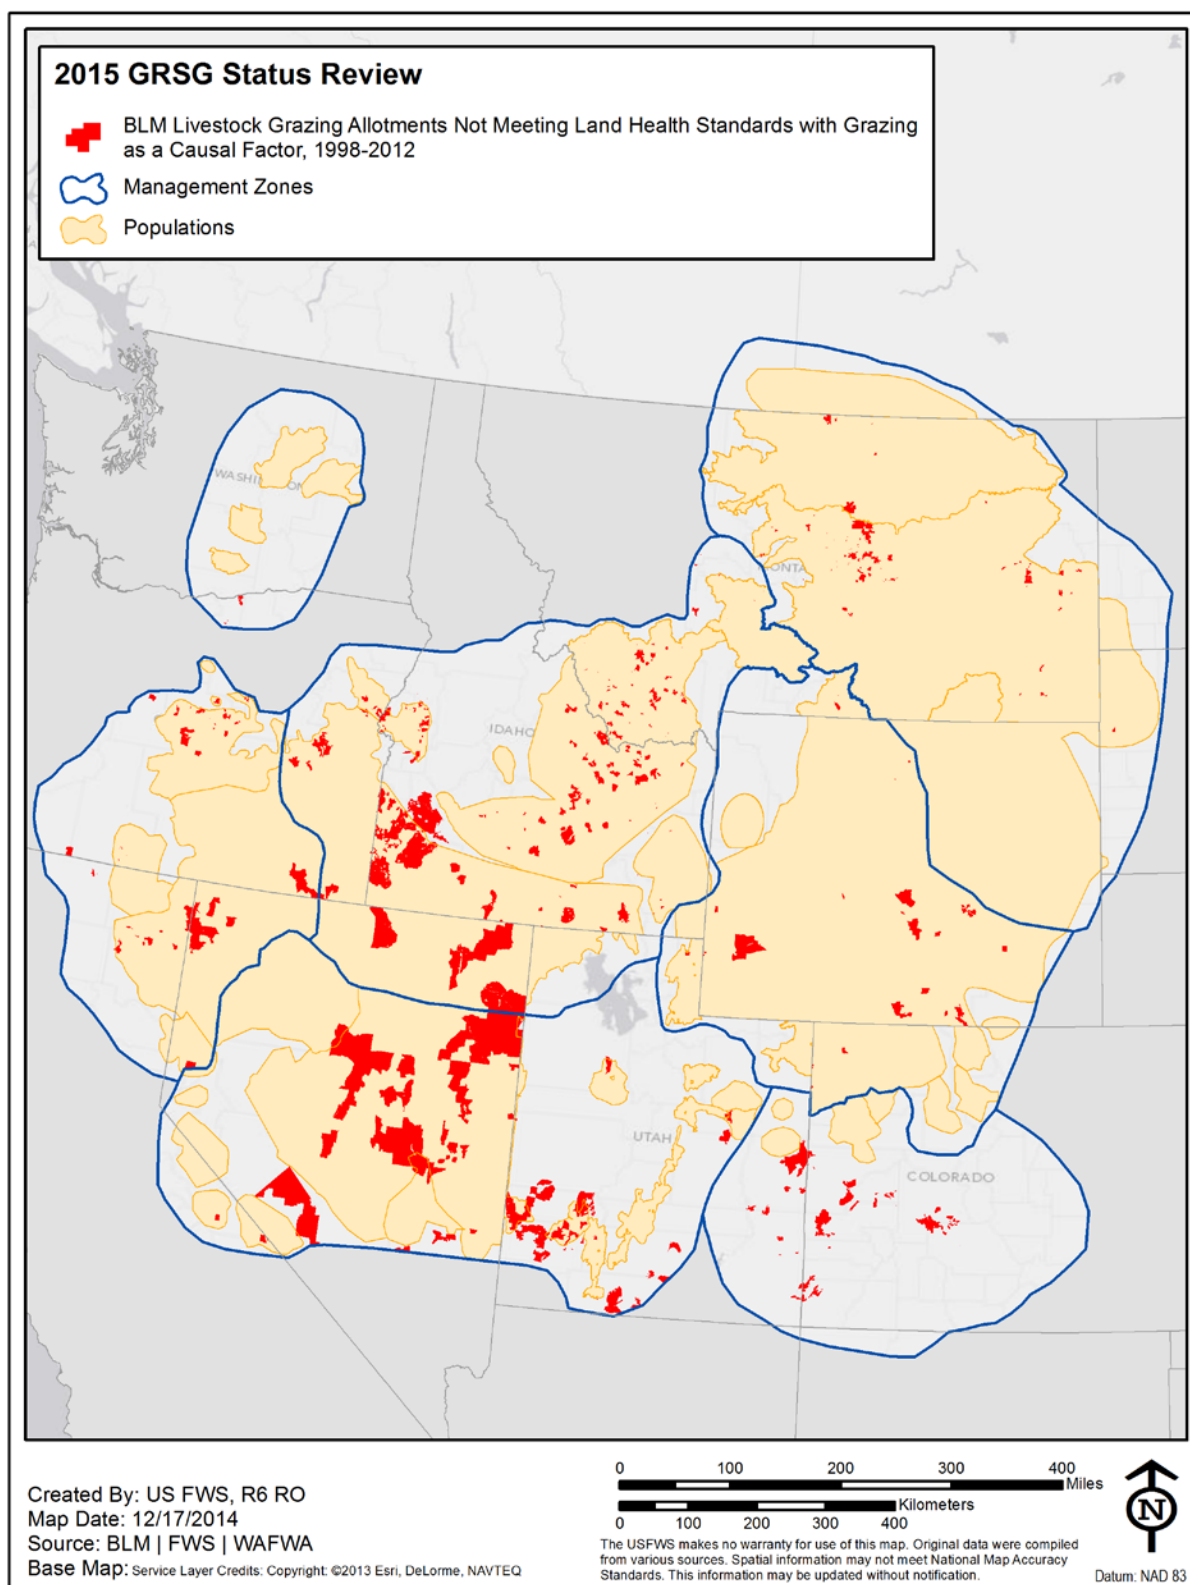 2015 GRSG Status Review
BLM Livestock Grazing Allotments Not Meeting Land Health Standards with Grazing
as a Causal Factor, 1998-2012
Management Zones
Populations
WASHINGTON
MONTA
IDAHO
UTAH
COLORADO
Created By: US FWS, R6 RO
Map Date: 12/17/2014
Source: BLM | FWS | WAFWA
Base Map: Service Layer Credits: Copyright: ©2013 Esri, DeLorme, NAVTEQ
0 100 200 300 400
Miles
Kilometers
0 100 200 300 400
The USFWS makes no warranty for use of this map. Original data were compiled
from various sources. Spatial information may not meet National Map Accuracy
Standards. This information may be updated without notification.
N
Datum: NAD 83